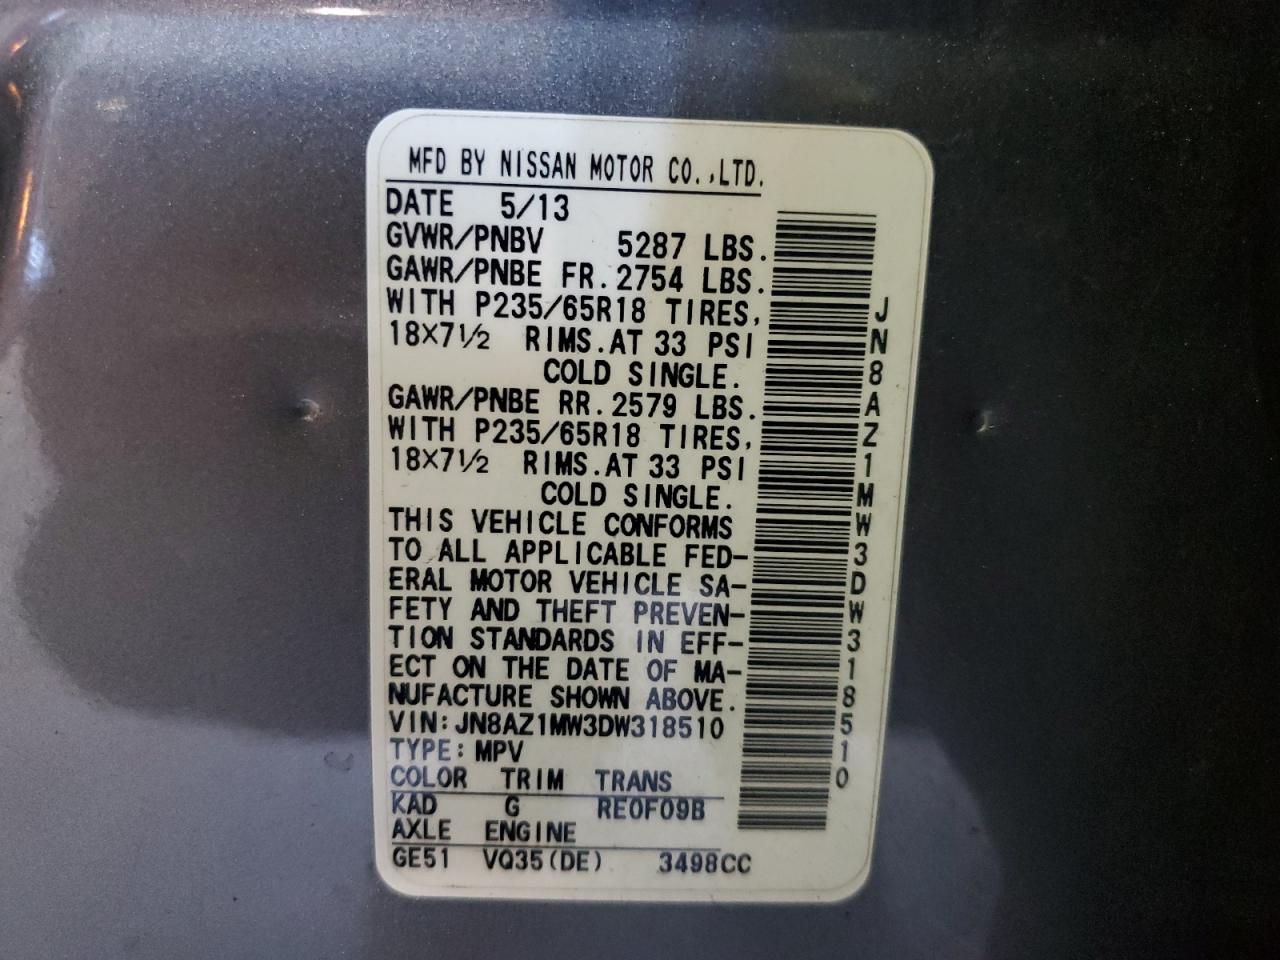 MFD BY NISSAN MOTOR CO.,LTD.
DATE 5/13
GVWR/PNBV 5287 LBS.
GAWR/PNBE FR. 2754 LBS.
WITH P235/65R18 TIRES,
18X7½ RIMS. AT 33 PSI
COLD SINGLE.
GAWR/PNBE RR. 2579 LBS.
WITH P235/65R18 TIRES,
18X7½ RIMS. AT 33 PSI
COLD SINGLE.
THIS VEHICLE CONFORMS
TO ALL APPLICABLE FED-
ERAL MOTOR VEHICLE SA-
FETY AND THEFT PREVEN-
TION STANDARDS IN EFF-
ECT ON THE DATE OF MA-
NUFACTURE SHOWN ABOVE.
VIN: JN8AZ1MW3DW318510
TYPE: MPV
COLOR TRIM TRANS
KAD G RE0F09B
AXLE ENGINE
GE51 VQ35(DE) 3498CC
JN8AZ1MW3DW318510